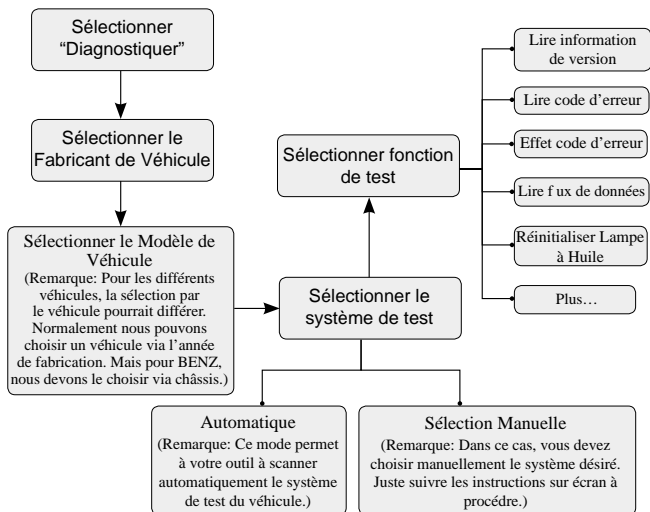 Sélectionner
“Diagnostiquer”
Sélectionner le
Fabricant de Véhicule
Sélectionner le Modèle de
Véhicule
(Remarque: Pour les différents
véhicules, la sélection par
le véhicule pourrait différer.
Normalement nous pouvons
choisir un véhicule via l’année
de fabrication. Mais pour BENZ,
nous devons le choisir via châssis.)
Sélectionner le
système de test
Automatique
(Remarque: Ce mode permet
à votre outil à scanner
automatiquement le système
de test du véhicule.)
Sélection Manuelle
(Remarque: Dans ce cas, vous devez
choisir manuellement le système désiré.
Juste suivre les instructions sur écran à
procédre.)
Sélectionner fonction
de test
Lire information
de version
Lire code d’erreur
Effet code d’erreur
Lire f ux de données
Réinitialiser Lampe
à Huile
Plus…